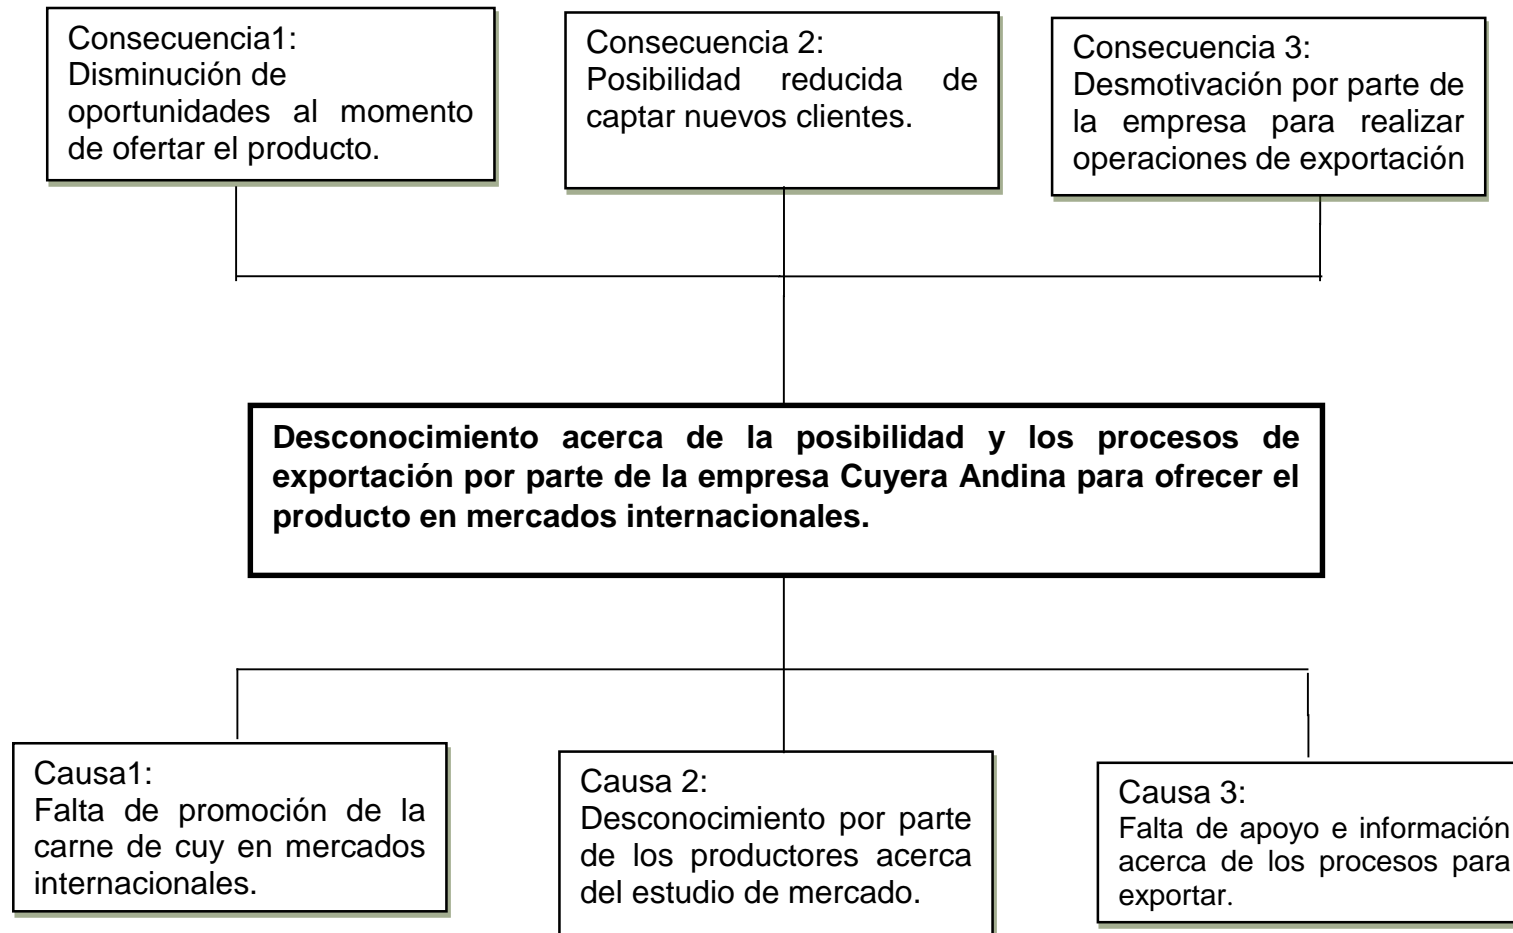 Consecuencia1:
Disminución de
oportunidades al momento
de ofertar el producto.
Consecuencia 2:
Posibilidad reducida de
captar nuevos clientes.
Consecuencia 3:
Desmotivación por parte de
la empresa para realizar
operaciones de exportación
Desconocimiento acerca de la posibilidad y los procesos de
exportación por parte de la empresa Cuyera Andina para ofrecer el
producto en mercados internacionales.
Causa1:
Falta de promoción de la
carne de cuy en mercados
internacionales.
Causa 2:
Desconocimiento por parte
de los productores acerca
del estudio de mercado.
Causa 3:
Falta de apoyo e información
acerca de los procesos para
exportar.